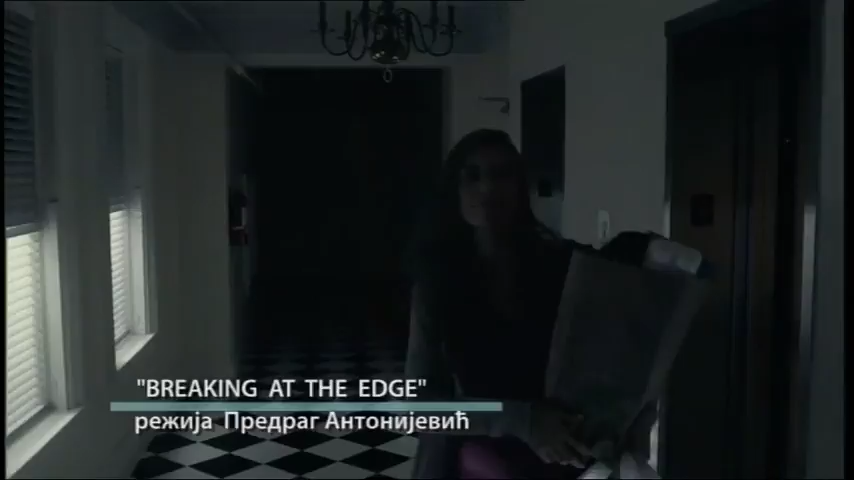 "BREAKING AT THE EDGE"
режија Предраг Антонијевић